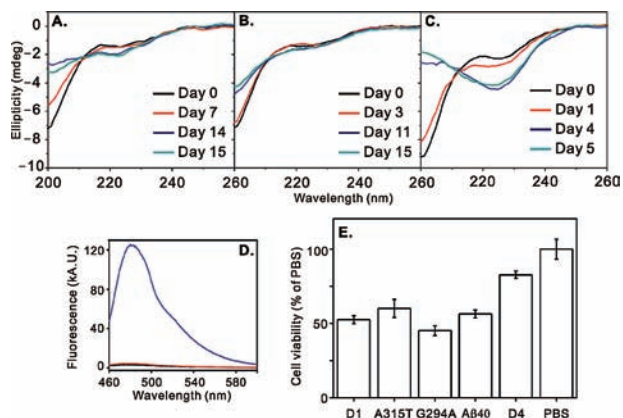 A.
B.
C.
Ellipticity (mdeg)
0
−2
−4
−6
−8
−10
Day 0
Day 7
Day 14
Day 15
Day 0
Day 3
Day 11
Day 15
Day 0
Day 1
Day 4
Day 5
200 220 240 260 220 240 260 220 240 260
Wavelength (nm)
D.
Fluorescence (kA.U.)
120
80
40
0
460 500 540 580
Wavelength (nm)
E.
Cell viability (% of PBS)
100%
50%
0
D1 A315T G294A Aβ40 D4 PBS